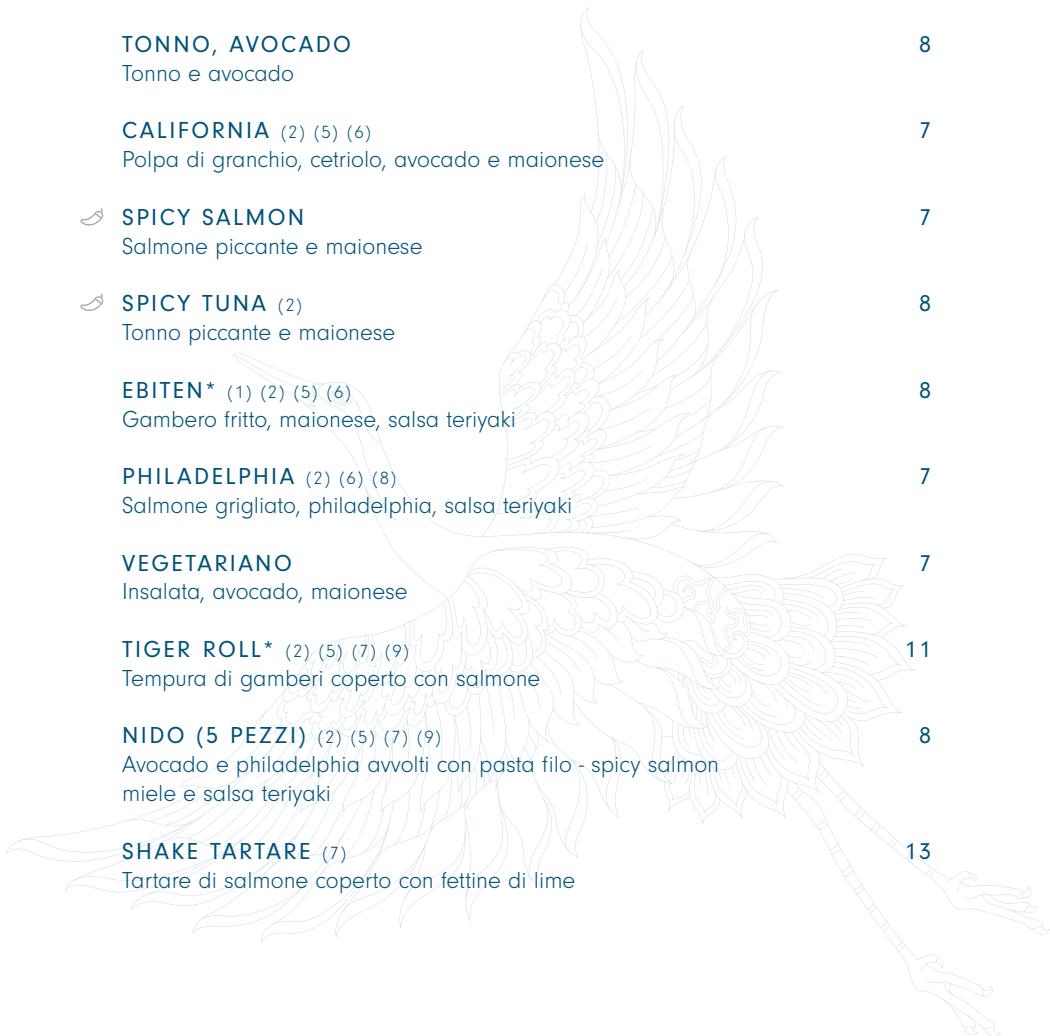 TONNO, AVOCADO 8
Tonno e avocado
CALIFORNIA (2) (5) (6) 7
Polpa di granchio, cetriolo, avocado e maionese
SPICY SALMON 7
Salmone piccante e maionese
SPICY TUNA (2) 8
Tonno piccante e maionese
EBITEN* (1) (2) (5) (6) 8
Gambero fritto, maionese, salsa teriyaki
PHILADELPHIA (2) (6) (8) 7
Salmone grigliato, philadelphia, salsa teriyaki
VEGETARIANO 7
Insalata, avocado, maionese
TIGER ROLL* (2) (5) (7) (9) 11
Tempura di gamberi coperto con salmone
NIDO (5 PEZZI) (2) (5) (7) (9) 8
Avocado e philadelphia avvolti con pasta filo - spicy salmon
miele e salsa teriyaki
SHAKE TARTARE (7) 13
Tartare di salmone coperto con fettine di lime